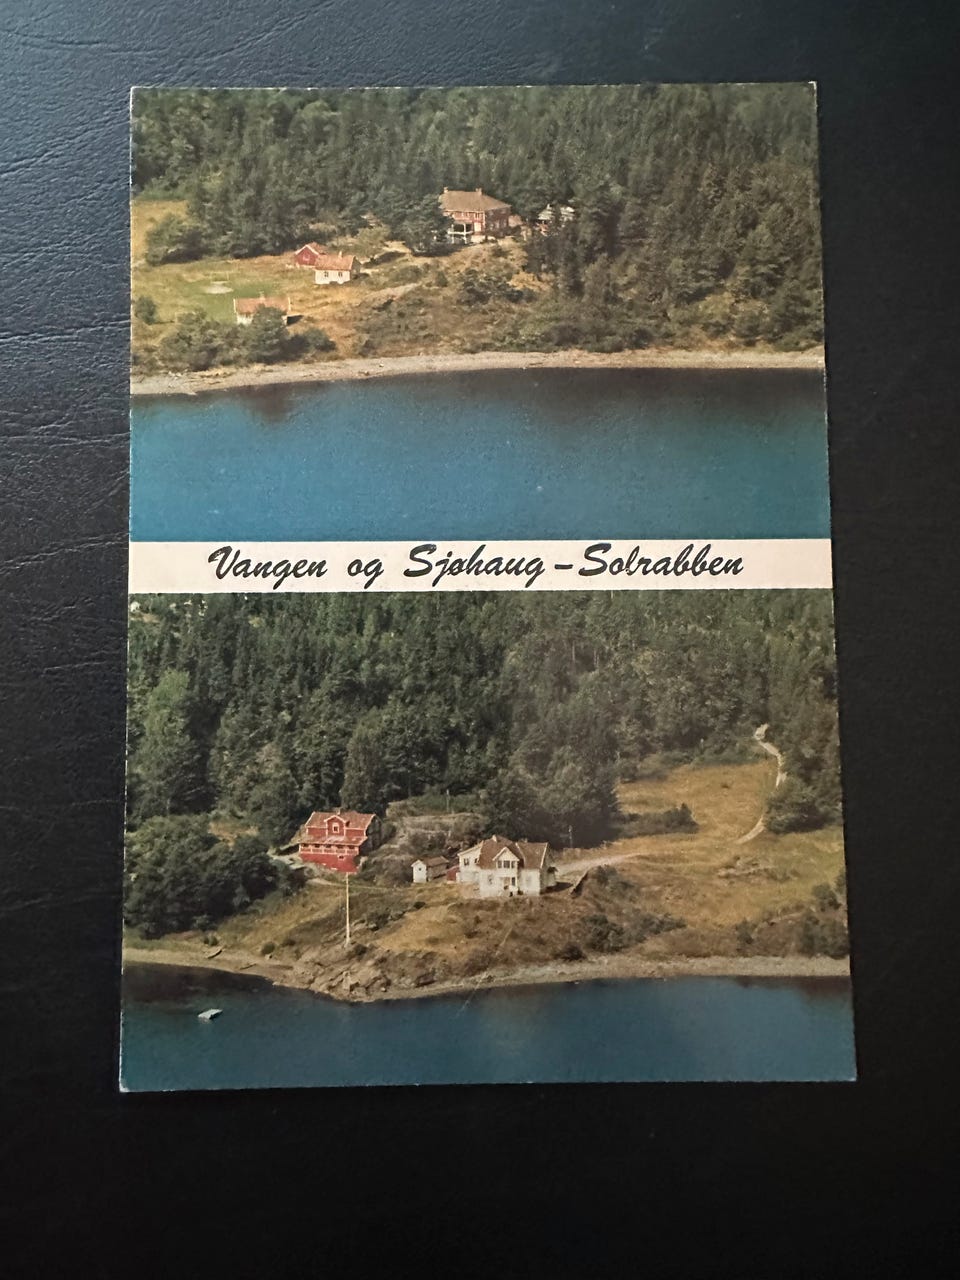 Vangen og Sjøhaug – Solrabben